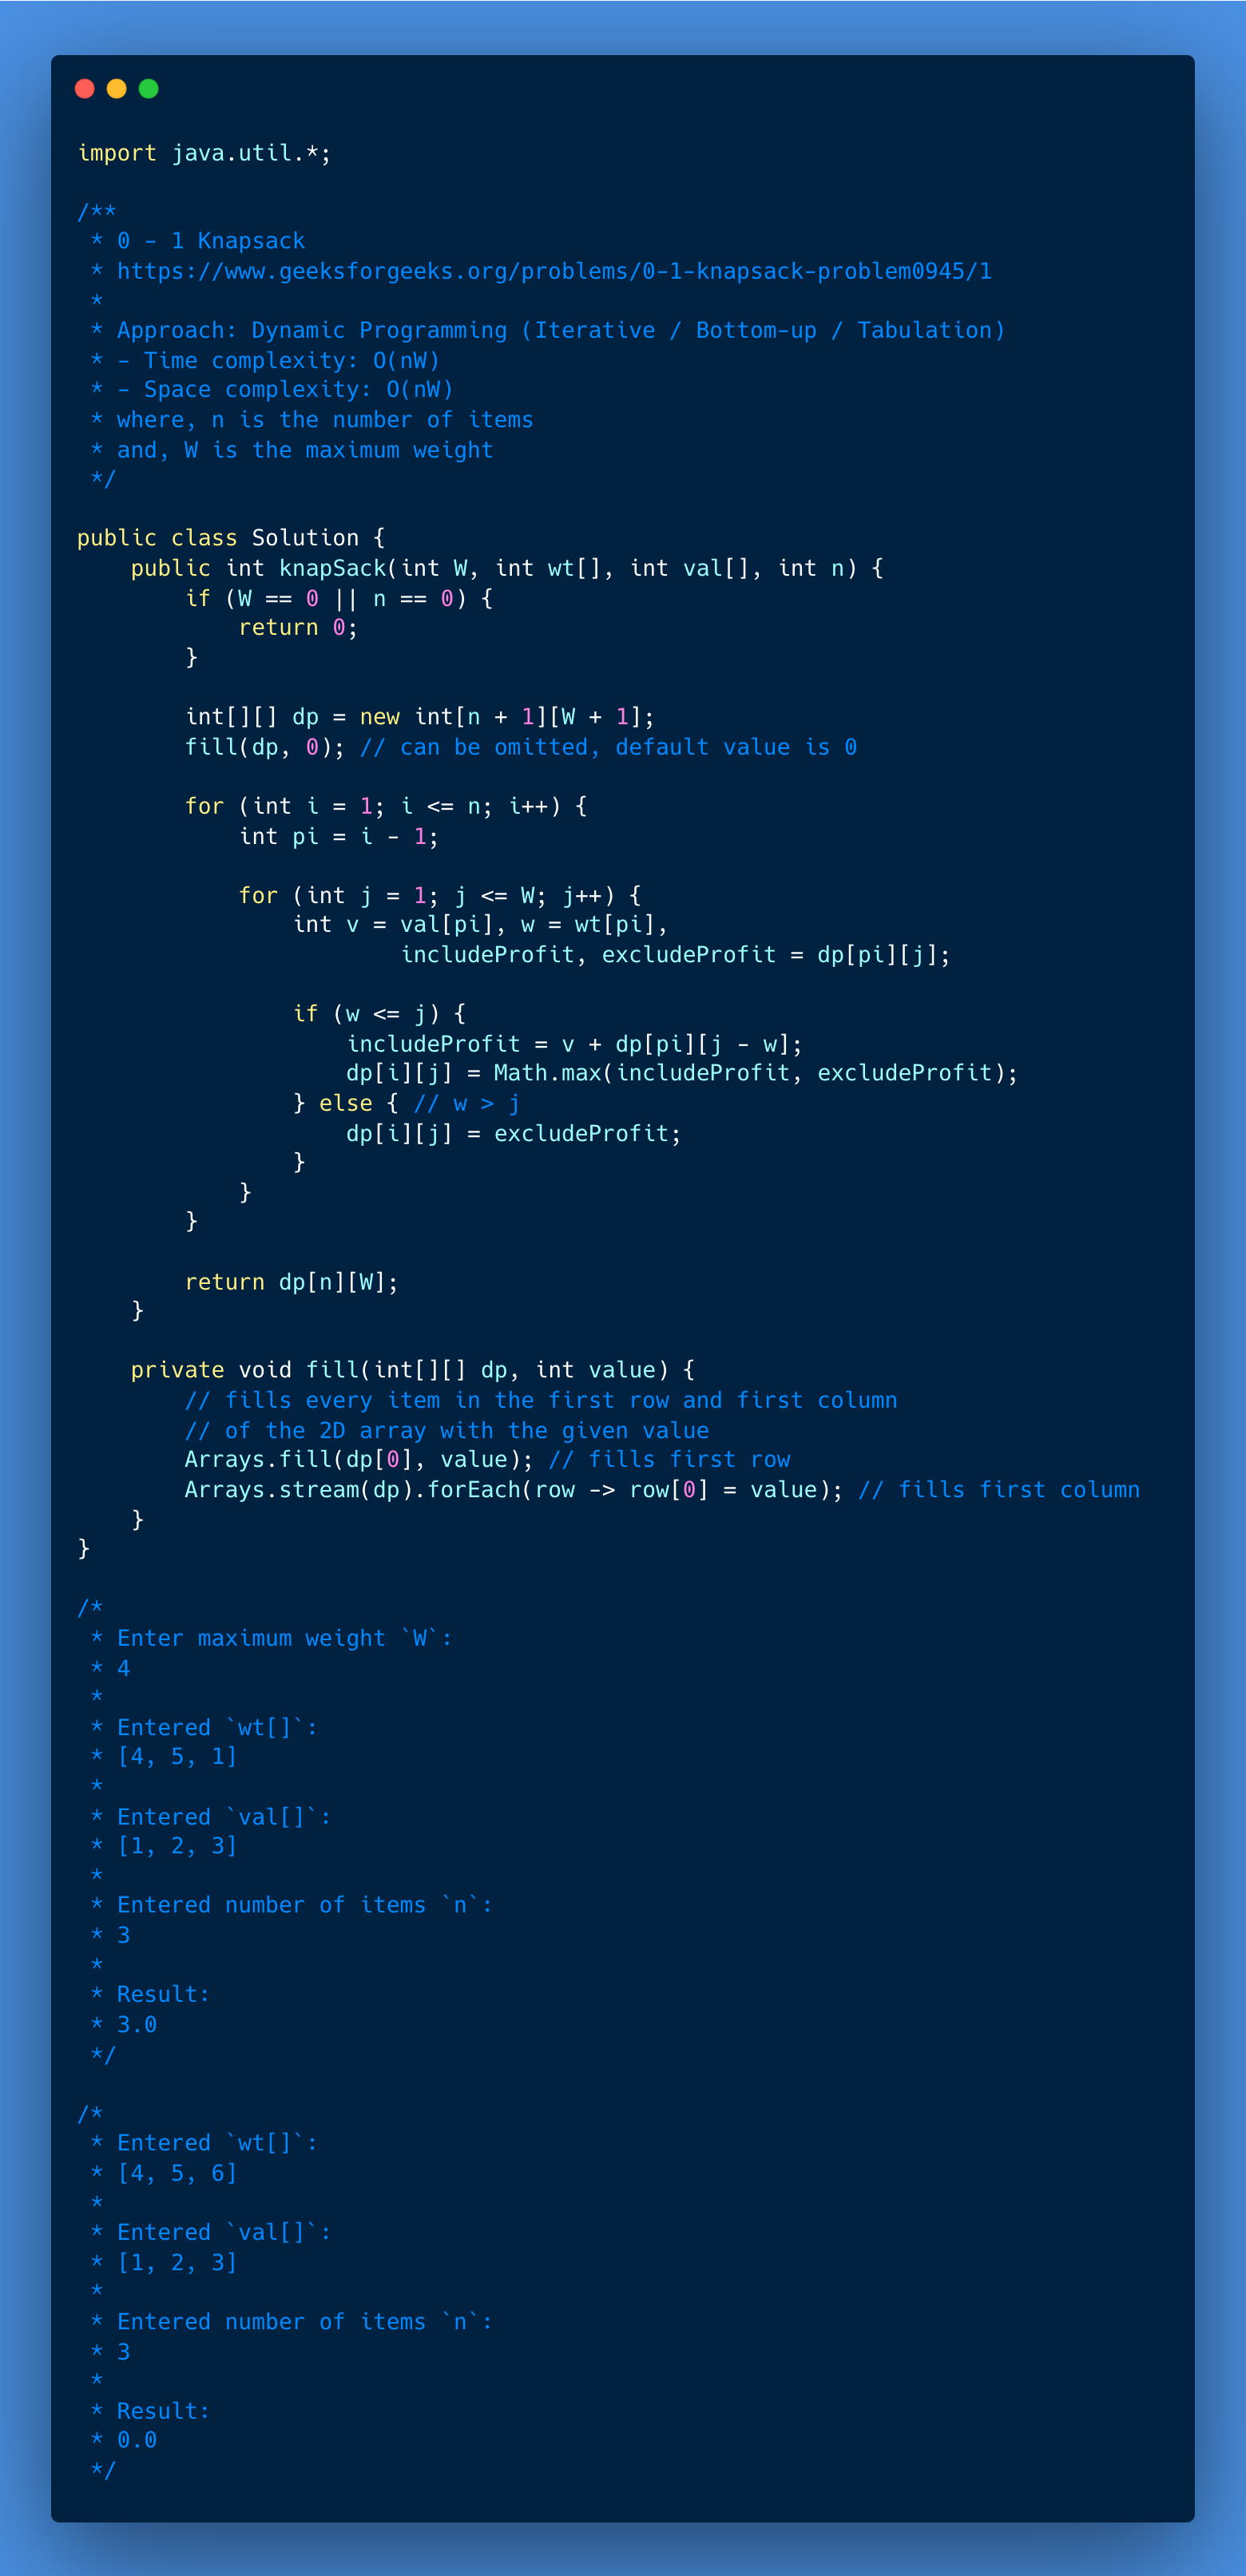 import java.util.*;

/**
 * 0 - 1 Knapsack
 * https://www.geeksforgeeks.org/problems/0-1-knapsack-problem0945/1
 *
 * Approach: Dynamic Programming (Iterative / Bottom-up / Tabulation)
 * - Time complexity: O(nW)
 * - Space complexity: O(nW)
 * where, n is the number of items
 * and, W is the maximum weight
 */

public class Solution {
    public int knapSack(int W, int wt[], int val[], int n) {
        if (W == 0 || n == 0) {
            return 0;
        }

        int[][] dp = new int[n + 1][W + 1];
        fill(dp, 0); // can be omitted, default value is 0

        for (int i = 1; i <= n; i++) {
            int pi = i - 1;

            for (int j = 1; j <= W; j++) {
                int v = val[pi], w = wt[pi],
                        includeProfit, excludeProfit = dp[pi][j];

                if (w <= j) {
                    includeProfit = v + dp[pi][j - w];
                    dp[i][j] = Math.max(includeProfit, excludeProfit);
                } else { // w > j
                    dp[i][j] = excludeProfit;
                }
            }
        }

        return dp[n][W];
    }

    private void fill(int[][] dp, int value) {
        // fills every item in the first row and first column
        // of the 2D array with the given value
        Arrays.fill(dp[0], value); // fills first row
        Arrays.stream(dp).forEach(row -> row[0] = value); // fills first column
    }
}

/*
 * Enter maximum weight `W`:
 * 4
 *
 * Entered `wt[]`:
 * [4, 5, 1]
 *
 * Entered `val[]`:
 * [1, 2, 3]
 *
 * Entered number of items `n`:
 * 3
 *
 * Result:
 * 3.0
 */

/*
 * Entered `wt[]`:
 * [4, 5, 6]
 *
 * Entered `val[]`:
 * [1, 2, 3]
 *
 * Entered number of items `n`:
 * 3
 *
 * Result:
 * 0.0
 */